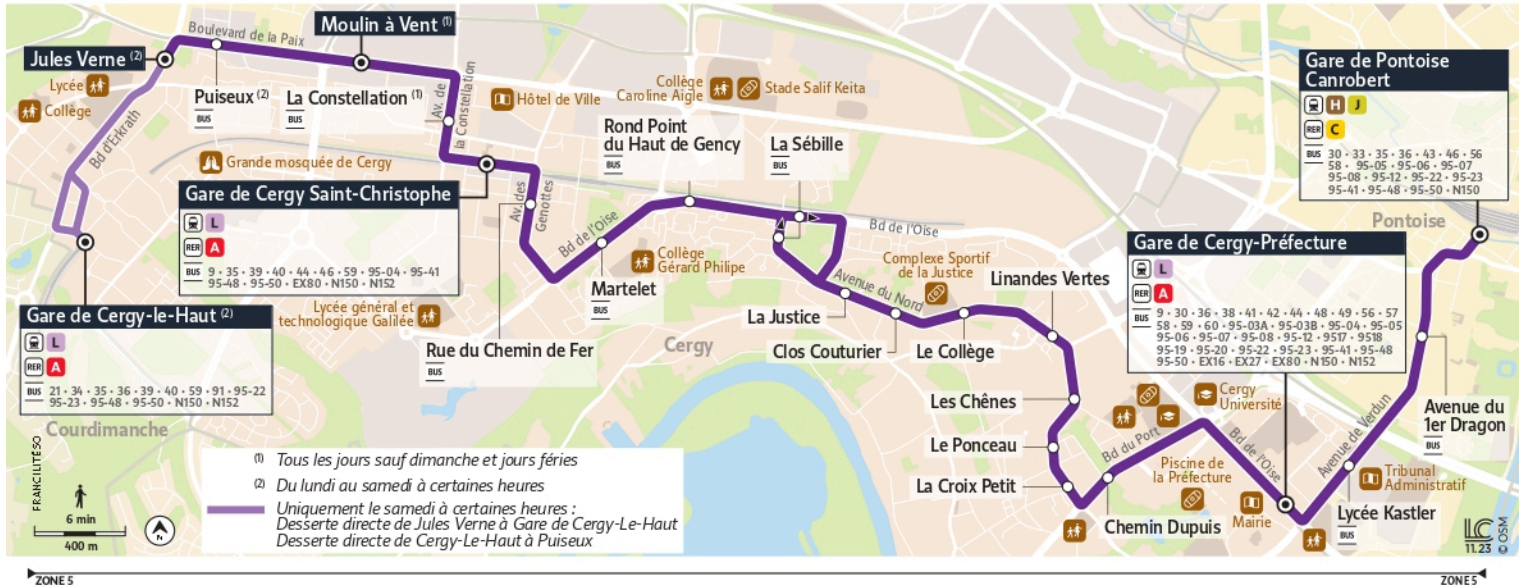 Moulin à Vent (1)
Boulevard de la Paix
Jules Verne (2)
Lycée
Collège
Puiseux (2)
BUS
La Constellation (1)
BUS
Av. de
la Constellation
Hôtel de Ville
Collège
Caroline Aigle
Stade Salif Keita
Bd d'Erkrath
Grande mosquée de Cergy
Gare de Cergy Saint-Christophe
L
RER A
BUS 9 • 35 • 39 • 40 • 44 • 46 • 59 • 95-04 • 95-41
95-48 • 95-50 • EX80 • N150 • N152
Av. des
Genottes
Rond Point
du Haut de Gency
BUS
La Sébille
BUS
Bd de l'Oise
Bd de l'Oise
Gare de Pontoise
Canrobert
H J
RER C
BUS 30 • 33 • 35 • 36 • 43 • 46 • 56
58 • 95-05 • 95-06 • 95-07
95-08 • 95-12 • 95-22 • 95-23
95-41 • 95-48 • 95-50 • N150
Pontoise
Collège
Gérard Philipe
Martelet
BUS
Complexe Sportif
de la Justice
Avenue du Nord
Linandes Vertes
La Justice
Clos Couturier
Le Collège
Gare de Cergy-Préfecture
L
RER A
BUS 9 • 30 • 36 • 38 • 41 • 42 • 44 • 48 • 49 • 56 • 57
58 • 59 • 60 • 95-03A • 95-03B • 95-04 • 95-05
95-06 • 95-07 • 95-08 • 95-12 • 9517 • 9518
95-19 • 95-20 • 95-22 • 95-23 • 95-41 • 95-48
95-50 • EX16 • EX27 • EX80 • N150 • N152
Gare de Cergy-le-Haut (2)
L
RER A
BUS 21 • 34 • 35 • 36 • 39 • 40 • 59 • 91 • 95-22
95-23 • 95-48 • 95-50 • N150 • N152
Lycée général et
technologique Galilée
Rue du Chemin de Fer
BUS
Cergy
Les Chênes
Le Ponceau
La Croix Petit
Chemin Dupuis
Bd du Port
Cergy
Université
Bd de l'Oise
Piscine de
la Préfecture
Mairie
Avenue de Verdun
Avenue du
1er Dragon
BUS
Tribunal
Administratif
Lycée Kastler
BUS
Courdimanche
FRANCILITÉ SO
6 min
400 m
N
(1) Tous les jours sauf dimanche et jours féries
(2) Du lundi au samedi à certaines heures
Uniquement le samedi à certaines heures :
Desserte directe de Jules Verne à Gare de Cergy-Le-Haut
Desserte directe de Cergy-Le-Haut à Puiseux
LC
11.23
© OSM
ZONE 5
ZONE 5